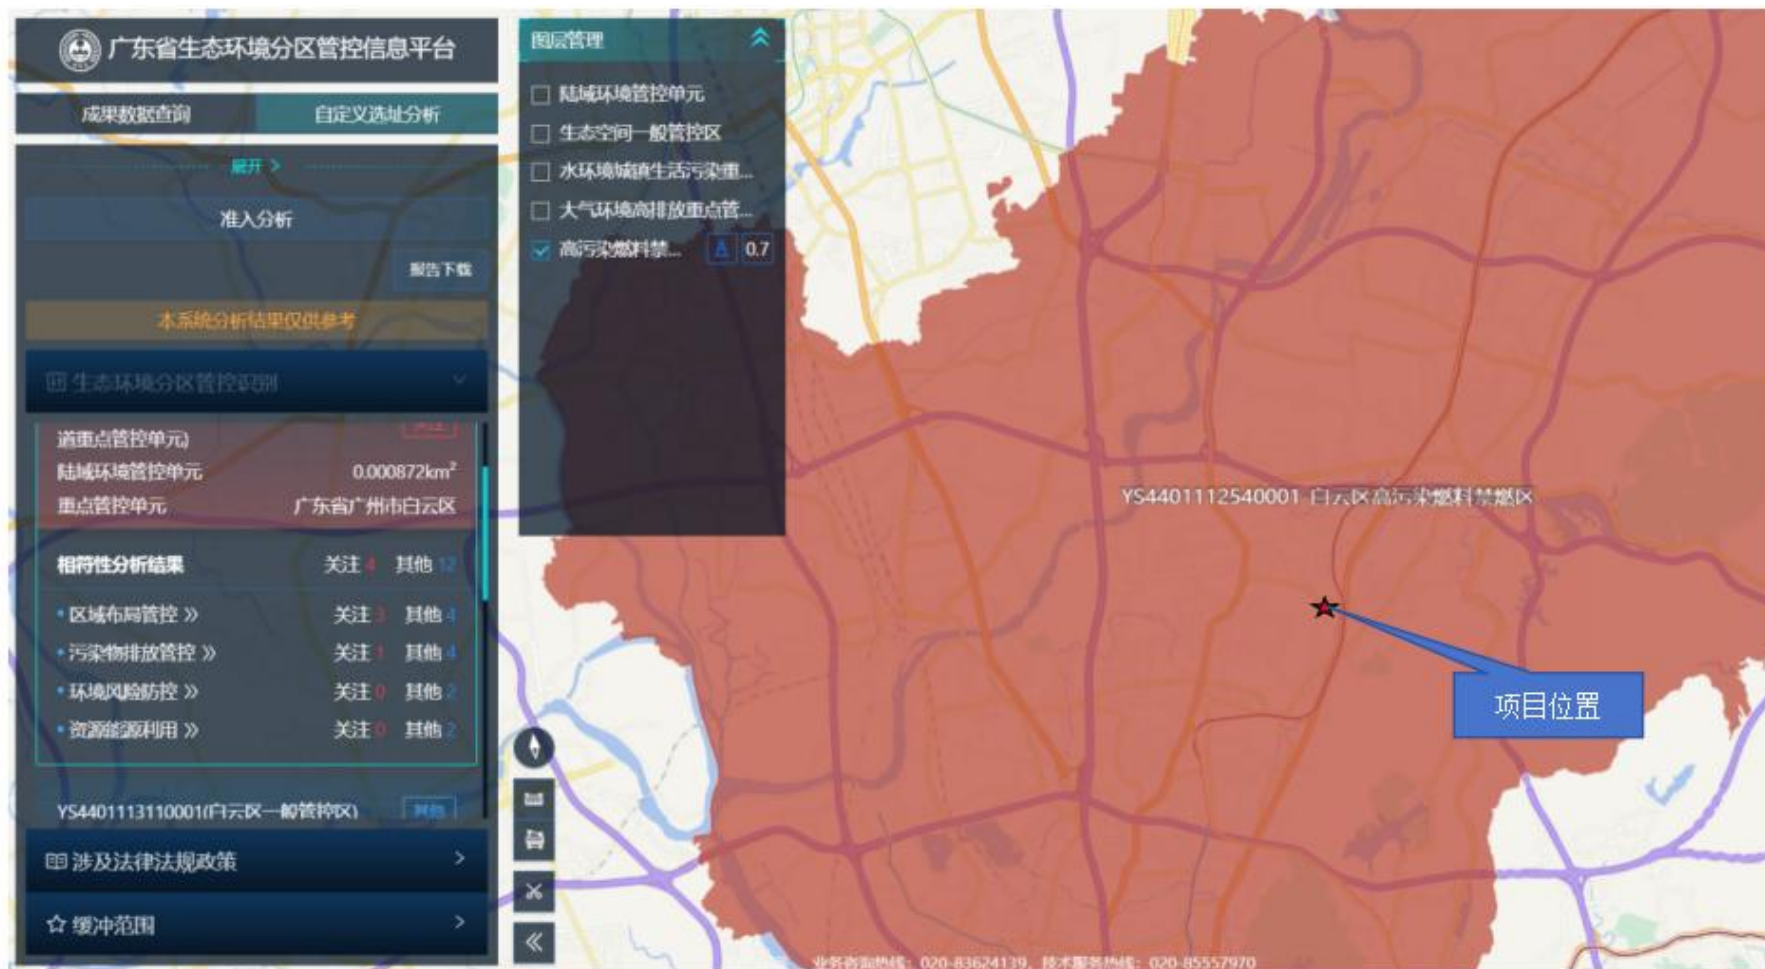 广东省生态环境分区管控信息平台
成果数据查询
自定义选址分析
展开 >
准入分析
报告下载
本系统分析结果仅供参考
生态环境分区管控识别
道重点管控单元)
关注
陆域环境管控单元 0.000872km²
重点管控单元 广东省广州市白云区
相符性分析结果 关注 4 其他 12
• 区域布局管控 » 关注 3 其他 4
• 污染物排放管控 » 关注 1 其他 4
• 环境风险防控 » 关注 0 其他 2
• 资源能源利用 » 关注 0 其他 2
YS4401113110001(白云区一般管控区) 其他
涉及法律法规政策 >
缓冲范围 >
图层管理
陆域环境管控单元
生态空间一般管控区
水环境城镇生活污染重...
大气环境高排放重点管...
高污染燃料禁... 0.7
YS4401112540001 白云区高污染燃料禁燃区
项目位置
业务咨询热线：020-83624139，技术服务热线：020-85557970